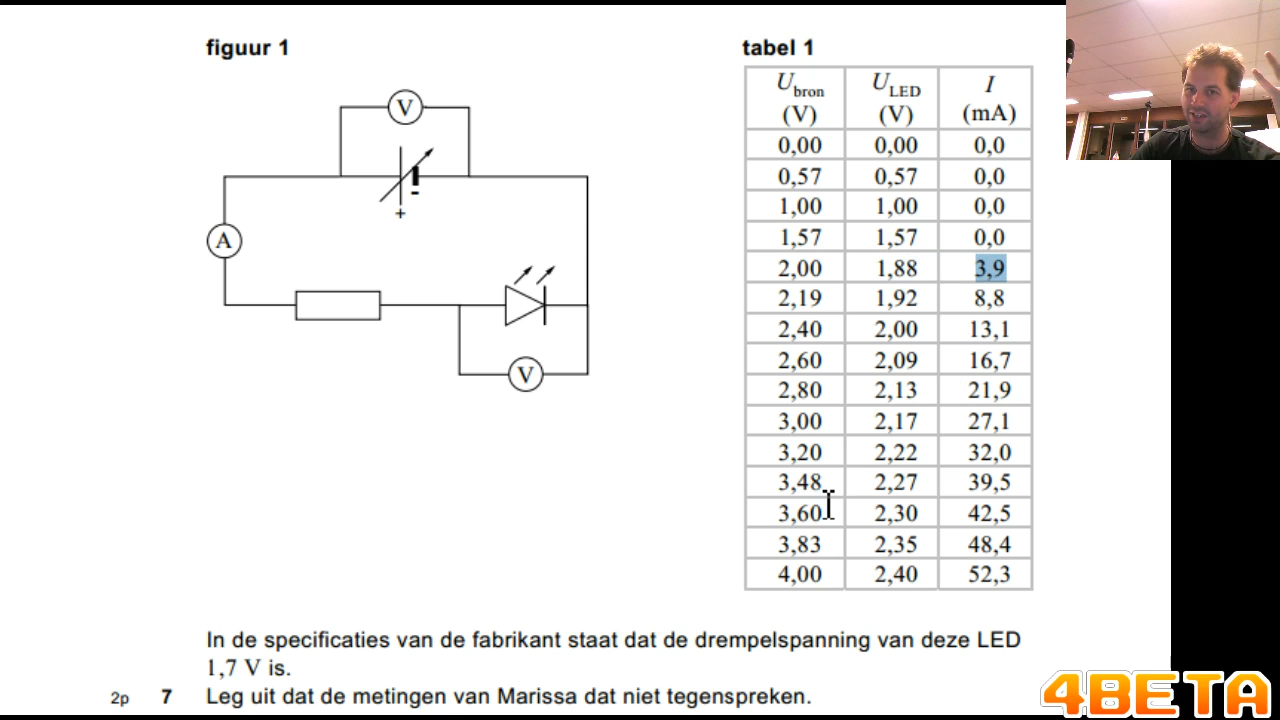 figuur 1
V
-
+
A
V
tabel 1
U bron (V) U LED (V) I (mA)
0,00 0,00 0,0
0,57 0,57 0,0
1,00 1,00 0,0
1,57 1,57 0,0
2,00 1,88 3,9
2,19 1,92 8,8
2,40 2,00 13,1
2,60 2,09 16,7
2,80 2,13 21,9
3,00 2,17 27,1
3,20 2,22 32,0
3,48 2,27 39,5
3,60 2,30 42,5
3,83 2,35 48,4
4,00 2,40 52,3
In de specificaties van de fabrikant staat dat de drempelspanning van deze LED
1,7 V is.
2p 7 Leg uit dat de metingen van Marissa dat niet tegenspreken.
4BETA